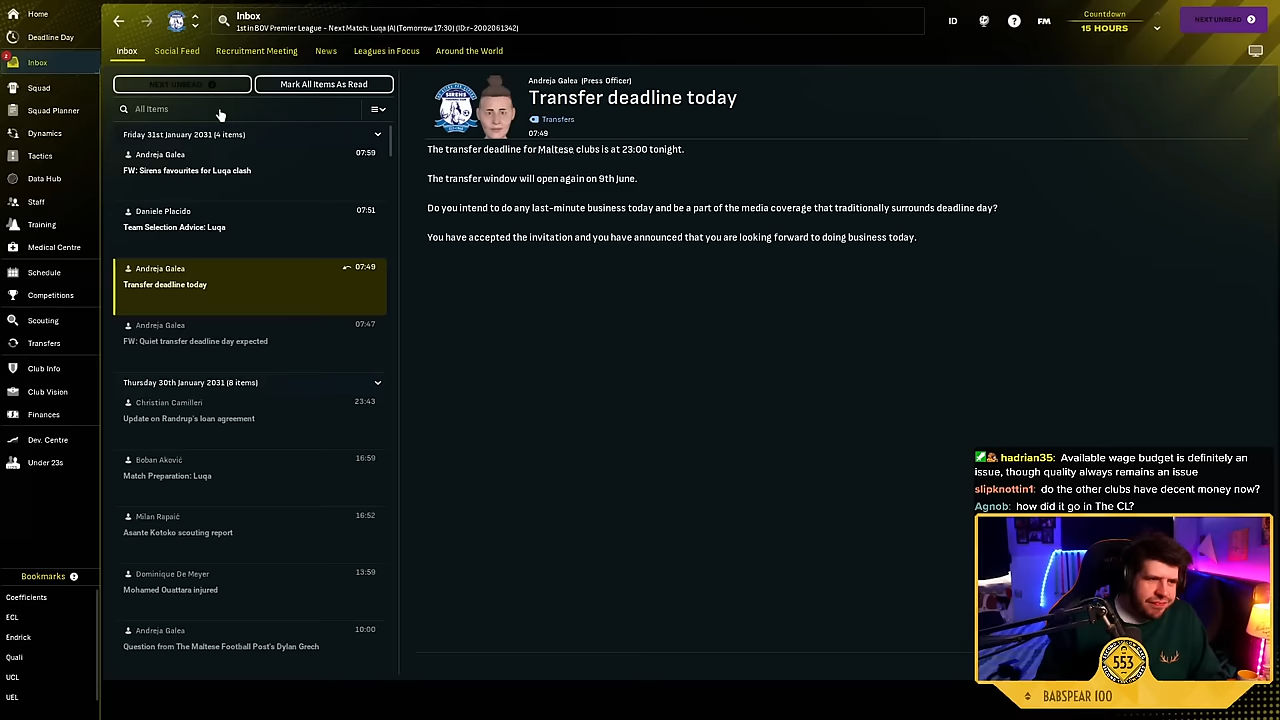 Home
Deadline Day
2
Inbox
Squad
Squad Planner
Dynamics
Tactics
Data Hub
Staff
Training
Medical Centre
Schedule
Competitions
Scouting
Transfers
Club Info
Club Vision
Finances
Dev. Centre
Under 23s
Bookmarks
Coefficients
ECL
Endrick
Quali
UCL
UEL
Inbox
1st in BOV Premier League - Next Match: Luqa (A) (Tomorrow 17:30) (ID:r-2002061342)
ID
FM
Countdown
15 HOURS
NEXT UNREAD
Inbox
Social Feed
Recruitment Meeting
News
Leagues in Focus
Around the World
NEXT UNREAD
Mark All Items As Read
All Items
Friday 31st January 2031 (4 items)
Andreja Galea 07:59
FW: Sirens favourites for Luqa clash
Daniele Placido 07:51
Team Selection Advice: Luqa
Andreja Galea 07:49
Transfer deadline today
Andreja Galea 07:47
FW: Quiet transfer deadline day expected
Thursday 30th January 2031 (8 items)
Christian Camilleri 23:43
Update on Randrup's loan agreement
Boban Aković 16:59
Match Preparation: Luqa
Milan Rapaić 16:52
Asante Kotoko scouting report
Dominique De Meyer 13:59
Mohamed Ouattara injured
Andreja Galea 10:00
Question from The Maltese Football Post's Dylan Grech
SIRENS
Andreja Galea (Press Officer)
Transfer deadline today
Transfers
07:49
The transfer deadline for Maltese clubs is at 23:00 tonight.
The transfer window will open again on 9th June.
Do you intend to do any last-minute business today and be a part of the media coverage that traditionally surrounds deadline day?
You have accepted the invitation and you have announced that you are looking forward to doing business today.
hadrian35: Available wage budget is definitely an
issue, though quality always remains an issue
slipknottin1: do the other clubs have decent money now?
Agnob: how did it go in The CL?
553
BABSPEAR 100